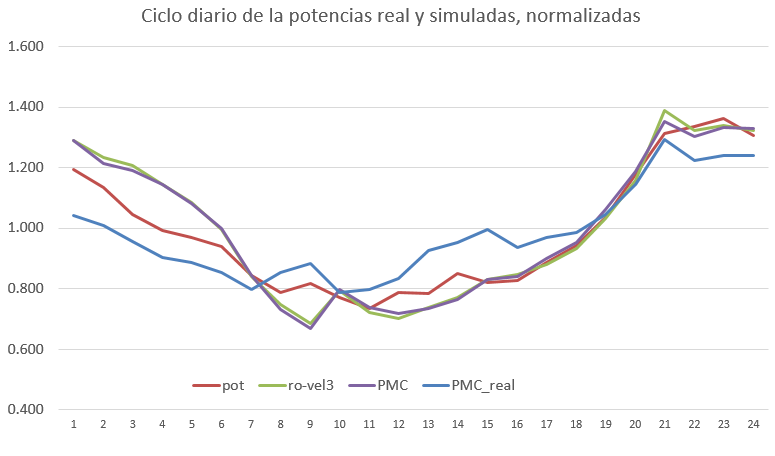 Ciclo diario de la potencias real y simuladas, normalizadas
1.600
1.400
1.200
1.000
0.800
0.600
0.400
pot ro-vel3 PMC PMC_real
1 2 3 4 5 6 7 8 9 10 11 12 13 14 15 16 17 18 19 20 21 22 23 24